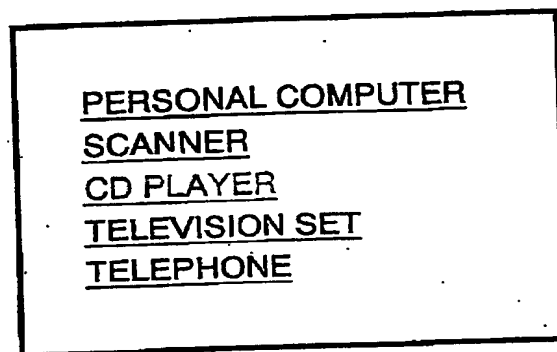 PERSONAL COMPUTER
SCANNER
CD PLAYER
TELEVISION SET
TELEPHONE